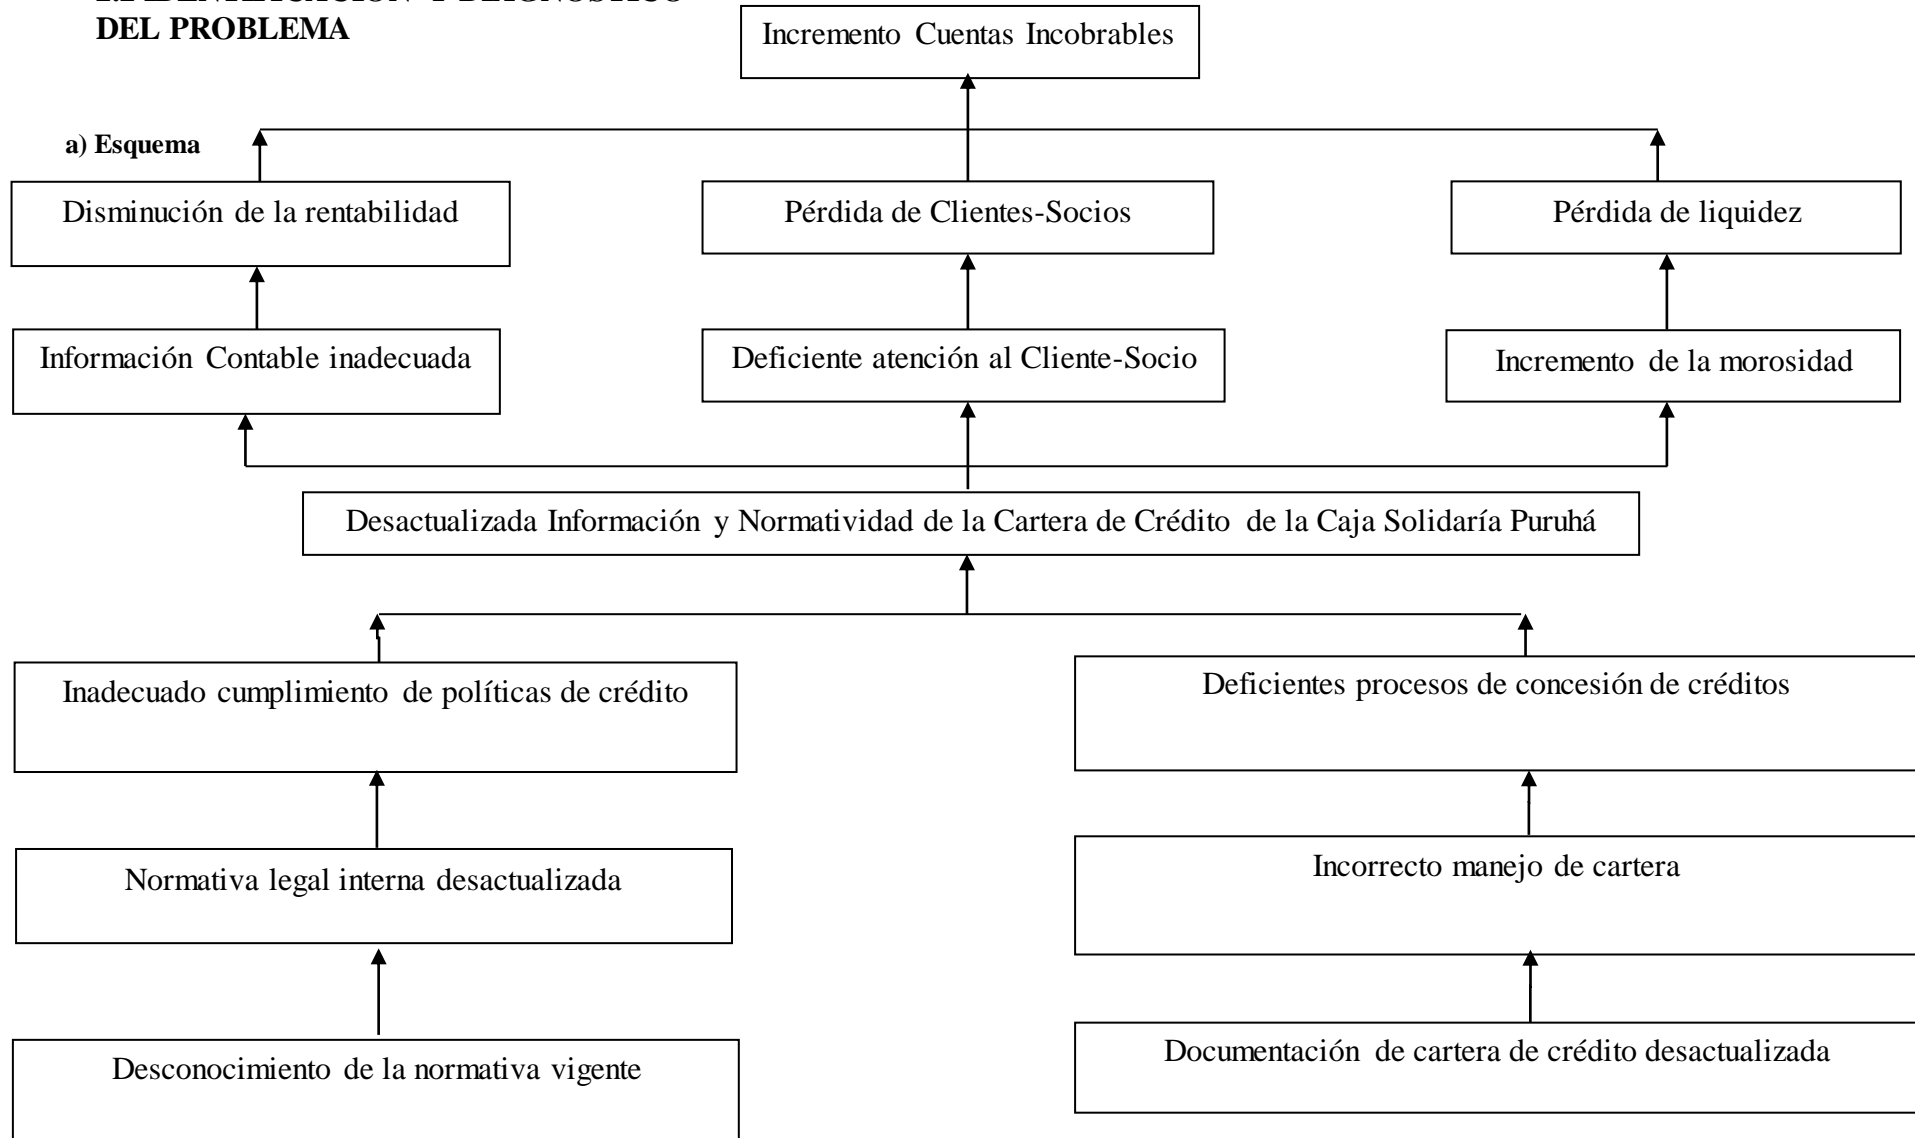 DEL PROBLEMA
Incremento Cuentas Incobrables
a) Esquema
Disminución de la rentabilidad
Pérdida de Clientes-Socios
Pérdida de liquidez
Información Contable inadecuada
Deficiente atención al Cliente-Socio
Incremento de la morosidad
Desactualizada Información y Normatividad de la Cartera de Crédito de la Caja Solidaría Puruhá
Inadecuado cumplimiento de políticas de crédito
Deficientes procesos de concesión de créditos
Normativa legal interna desactualizada
Incorrecto manejo de cartera
Desconocimiento de la normativa vigente
Documentación de cartera de crédito desactualizada